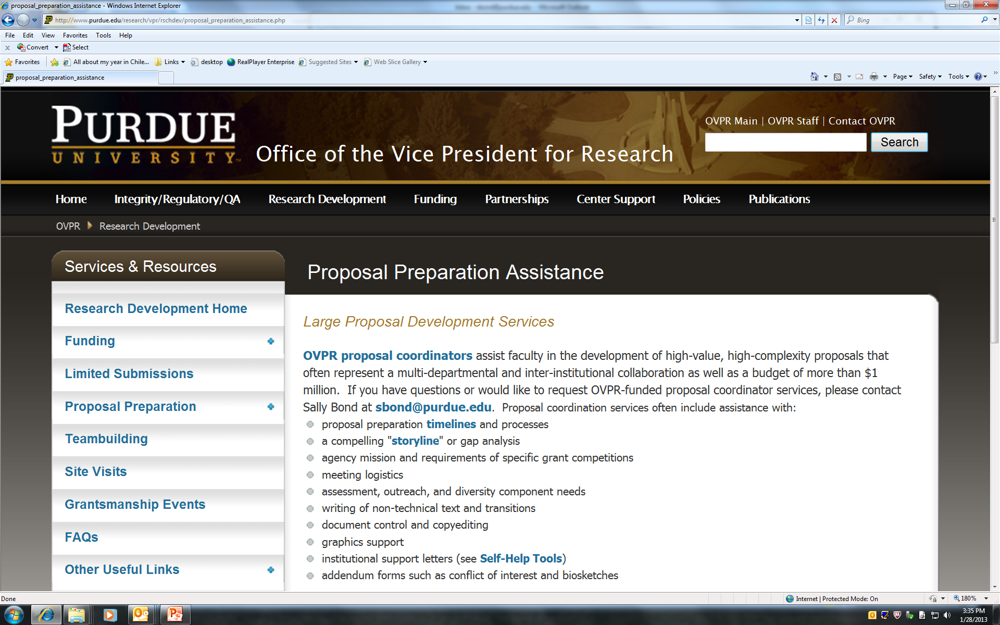 proposal_preparation_assistance - Windows Internet Explorer
http://www.purdue.edu/research/vpr/rschdev/proposal_preparation_assistance.php
Bing
File Edit View Favorites Tools Help
x Convert Select
Favorites All about my year in Chile... Links desktop RealPlayer Enterprise Suggested Sites Web Slice Gallery
proposal_preparation_assistance
Page Safety Tools
PURDUE
UNIVERSITY™
Office of the Vice President for Research
OVPR Main | OVPR Staff | Contact OVPR
Search
Home Integrity/Regulatory/QA Research Development Funding Partnerships Center Support Policies Publications
OVPR Research Development
Services & Resources
Research Development Home
Funding
Limited Submissions
Proposal Preparation
Teambuilding
Site Visits
Grantsmanship Events
FAQs
Other Useful Links
Proposal Preparation Assistance
Large Proposal Development Services
OVPR proposal coordinators assist faculty in the development of high-value, high-complexity proposals that
often represent a multi-departmental and inter-institutional collaboration as well as a budget of more than $1
million. If you have questions or would like to request OVPR-funded proposal coordinator services, please contact
Sally Bond at sbond@purdue.edu. Proposal coordination services often include assistance with:
proposal preparation timelines and processes
a compelling "storyline" or gap analysis
agency mission and requirements of specific grant competitions
meeting logistics
assessment, outreach, and diversity component needs
writing of non-technical text and transitions
document control and copyediting
graphics support
institutional support letters (see Self-Help Tools)
addendum forms such as conflict of interest and biosketches
Done
Internet | Protected Mode: On
180%
3:35 PM
1/28/2013